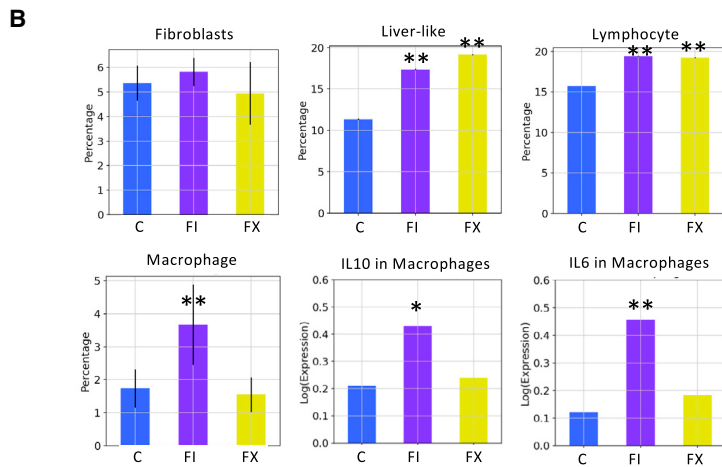 B
Fibroblasts
Liver-like
Lymphocyte
Percentage
6
5
4
3
2
1
0
C FI FX
Percentage
20
15
10
5
0
** **
C FI FX
Percentage
20
15
10
5
0
** **
C FI FX
Macrophage
IL10 in Macrophages
IL6 in Macrophages
Percentage
5
4
3
2
1
0
**
C FI FX
Log(Expression)
0.6
0.5
0.4
0.3
0.2
0.1
0.0
*
C FI FX
Log(Expression)
0.6
0.5
0.4
0.3
0.2
0.1
0.0
**
C FI FX